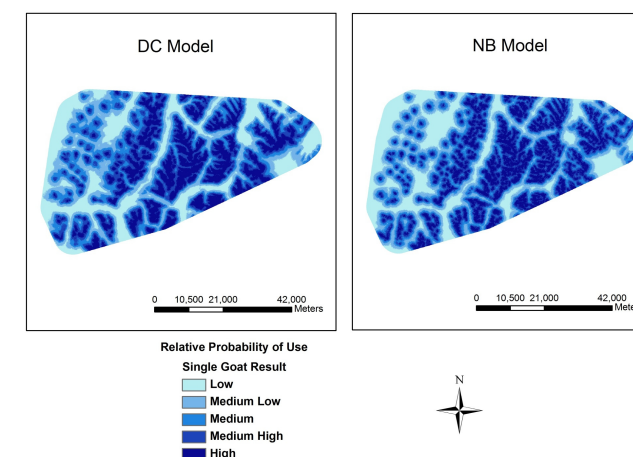 DC Model
NB Model
0 10,500 21,000 42,000
Meters
0 10,500 21,000 42,000
Mete
Relative Probability of Use
Single Goat Result
Low
Medium Low
Medium
Medium High
High
N